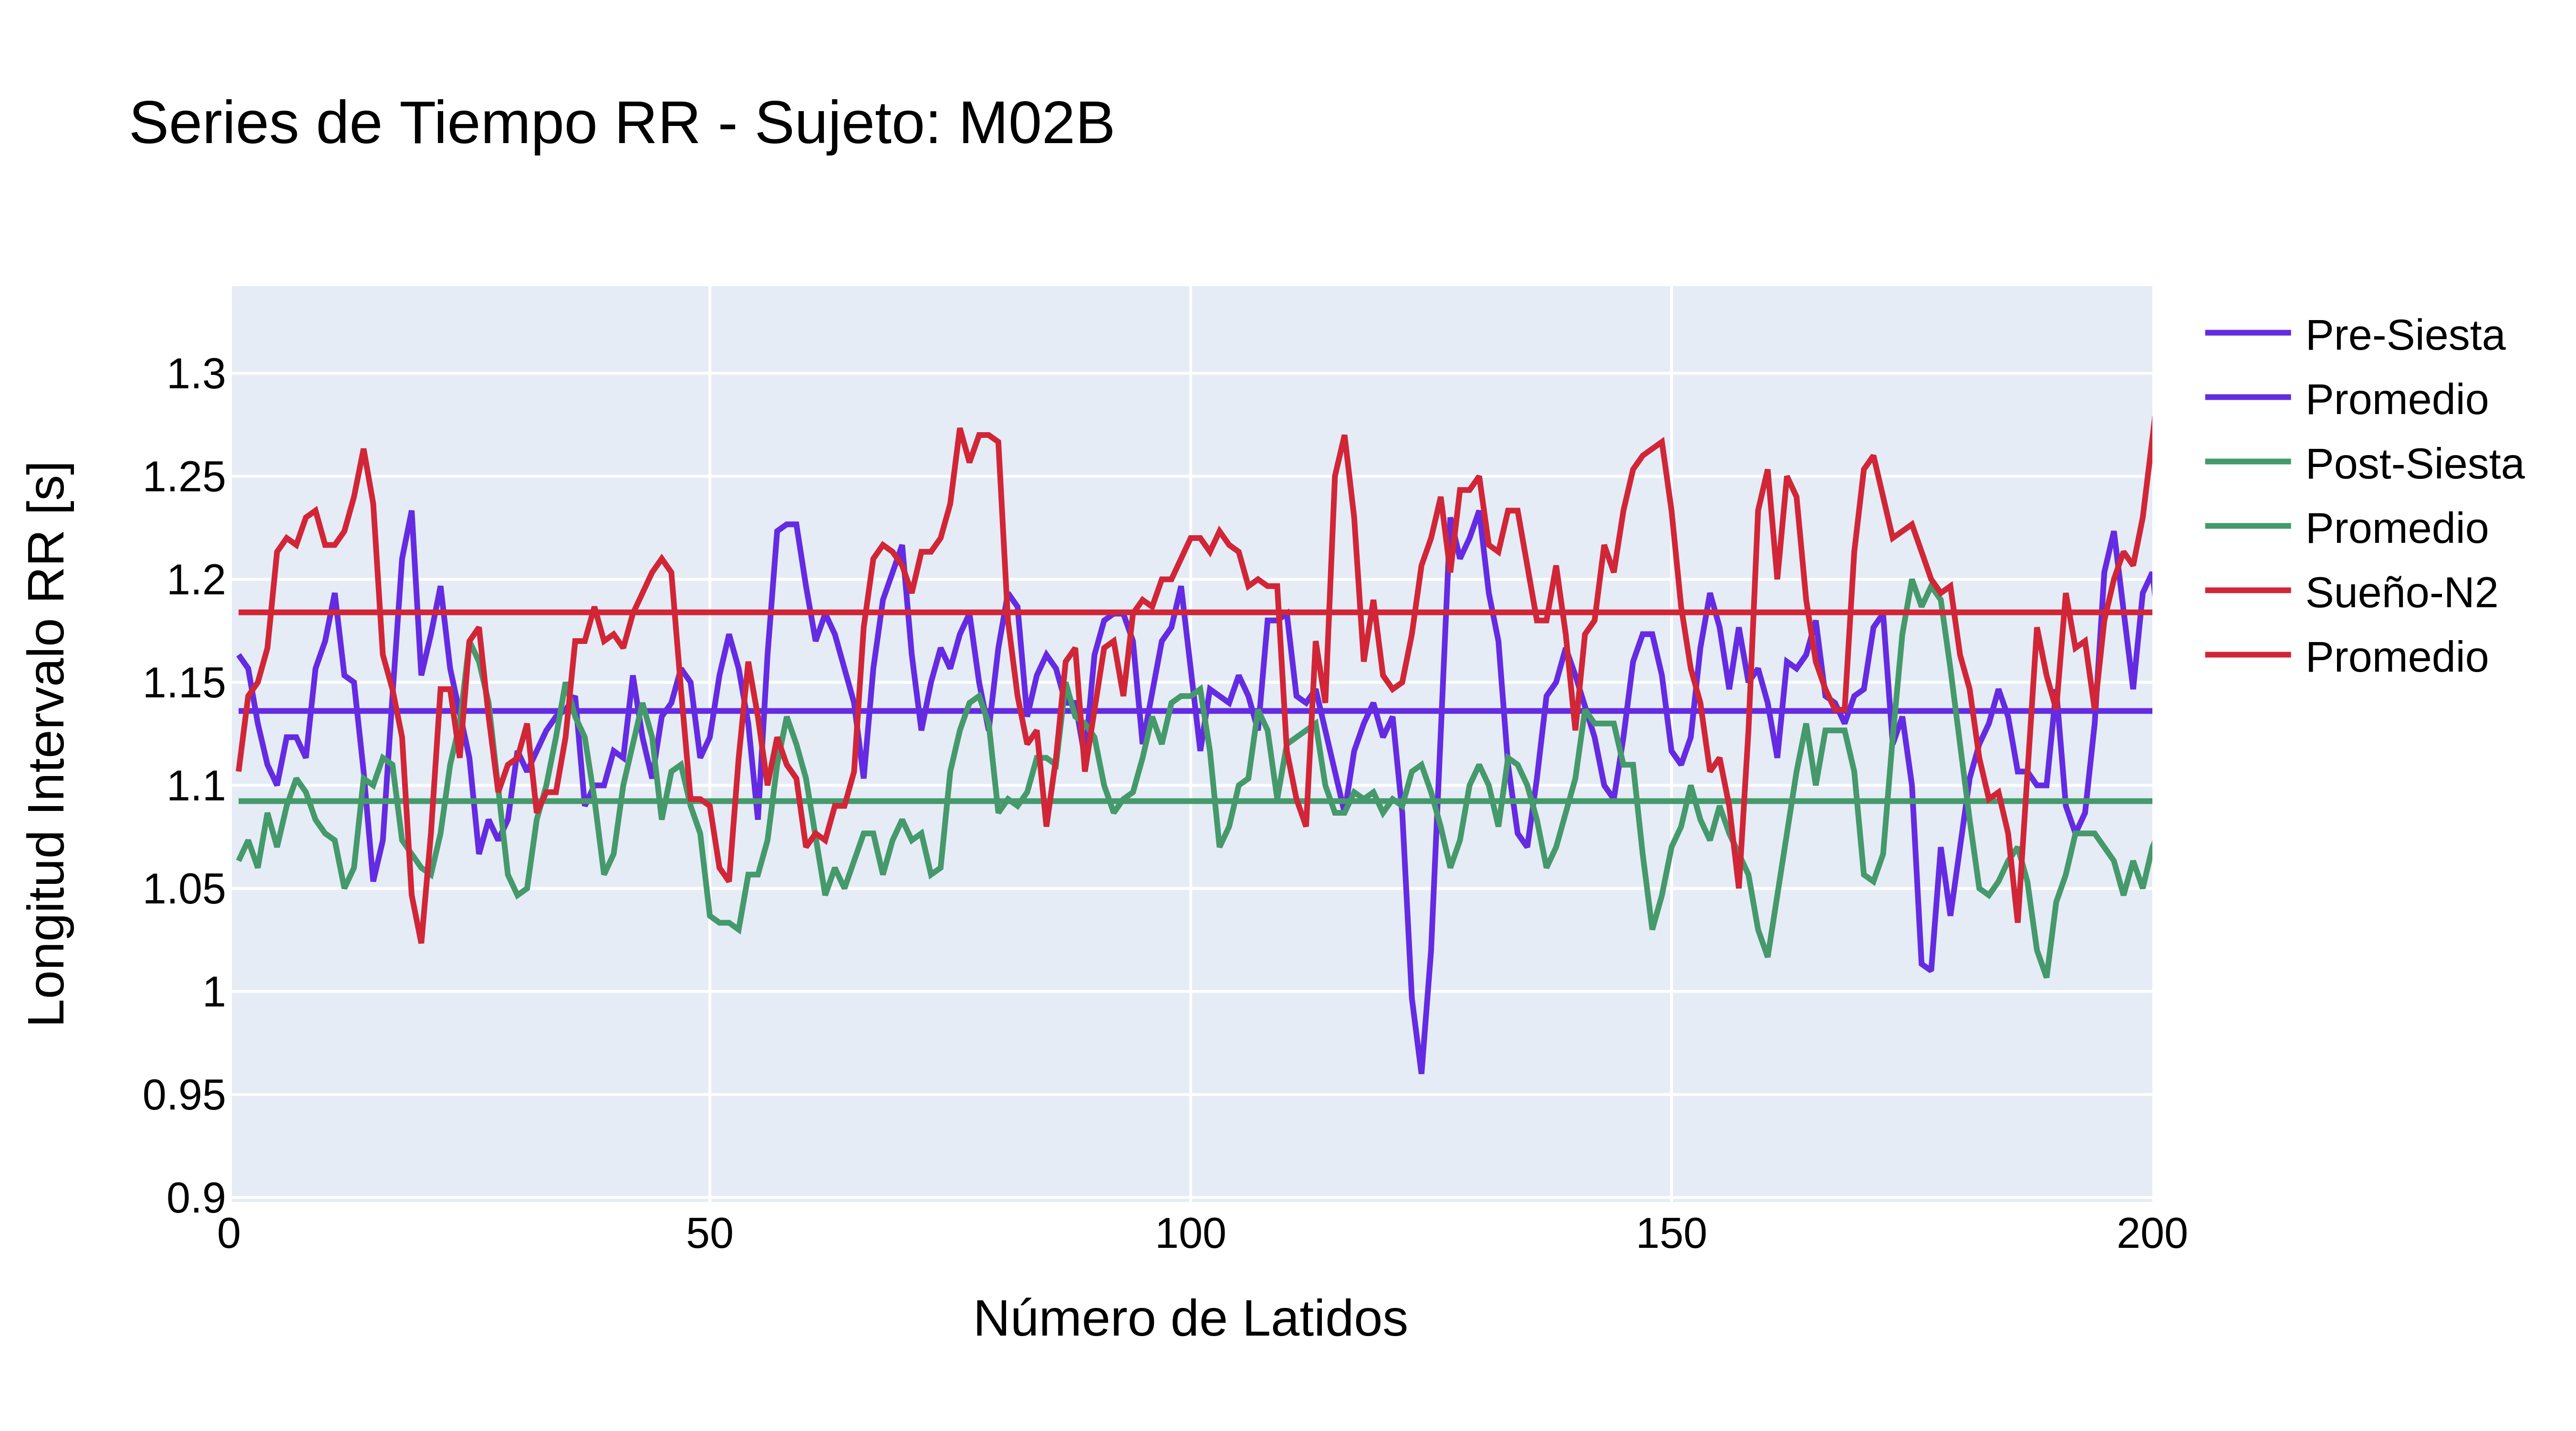 Series de Tiempo RR - Sujeto: M02B
Longitud Intervalo RR [s]
1.3
1.25
1.2
1.15
1.1
1.05
1
0.95
0.9
0
50
100
150
200
Número de Latidos
Pre-Siesta
Promedio
Post-Siesta
Promedio
Sueño-N2
Promedio